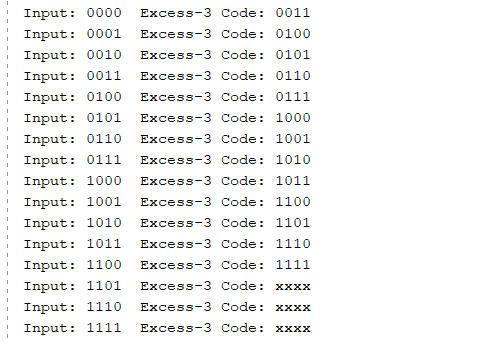 Input: 0000  Excess-3 Code: 0011
Input: 0001  Excess-3 Code: 0100
Input: 0010  Excess-3 Code: 0101
Input: 0011  Excess-3 Code: 0110
Input: 0100  Excess-3 Code: 0111
Input: 0101  Excess-3 Code: 1000
Input: 0110  Excess-3 Code: 1001
Input: 0111  Excess-3 Code: 1010
Input: 1000  Excess-3 Code: 1011
Input: 1001  Excess-3 Code: 1100
Input: 1010  Excess-3 Code: 1101
Input: 1011  Excess-3 Code: 1110
Input: 1100  Excess-3 Code: 1111
Input: 1101  Excess-3 Code: xxxx
Input: 1110  Excess-3 Code: xxxx
Input: 1111  Excess-3 Code: xxxx